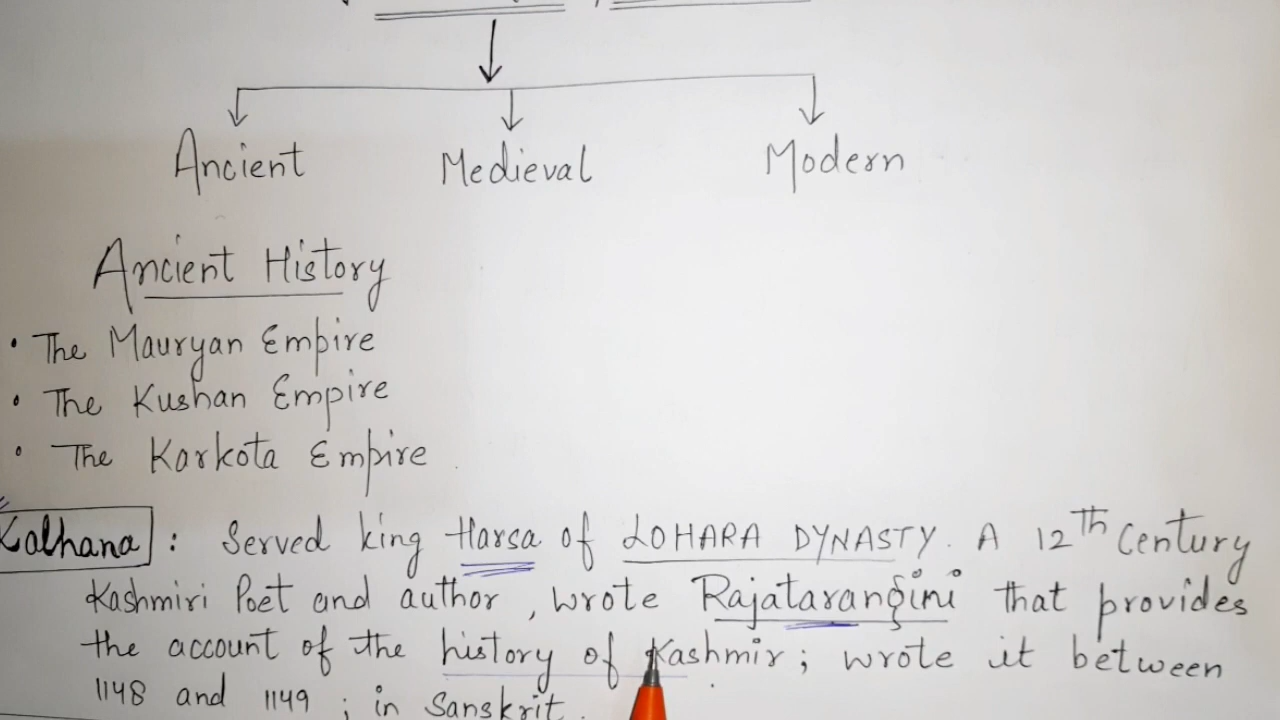 Ancient Medieval Modern
Ancient History
• The Mauryan Empire
• The Kushan Empire
• The Karkota Empire
Kalhana : Served king Harsa of LOHARA DYNASTY. A 12th Century
Kashmiri Poet and author, wrote Rajatarangini that provides
the account of the history of Kashmir; wrote it between
1148 and 1149 ; in Sanskrit.